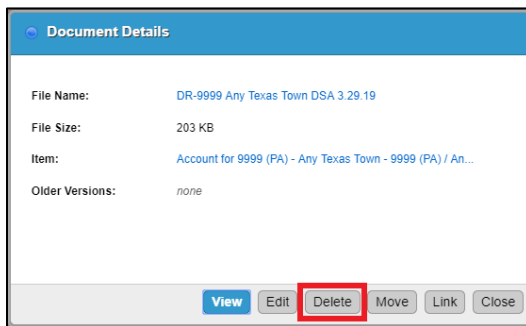 Document Details
File Name: DR-9999 Any Texas Town DSA 3.29.19
File Size: 203 KB
Item: Account for 9999 (PA) - Any Texas Town - 9999 (PA) / An...
Older Versions: none
View Edit Delete Move Link Close